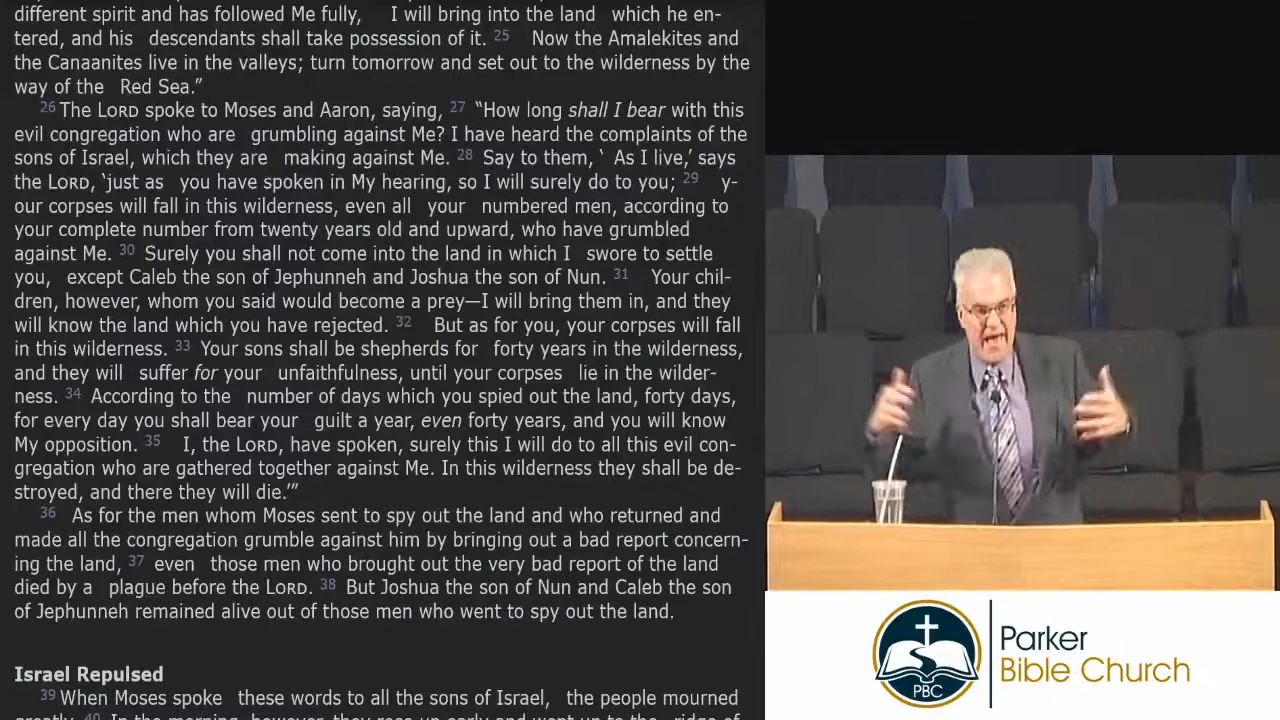 different spirit and has followed Me fully, I will bring into the land which he en-
tered, and his descendants shall take possession of it. 25 Now the Amalekites and
the Canaanites live in the valleys; turn tomorrow and set out to the wilderness by the
way of the Red Sea.”
26 The LORD spoke to Moses and Aaron, saying, 27 “How long shall I bear with this
evil congregation who are grumbling against Me? I have heard the complaints of the
sons of Israel, which they are making against Me. 28 Say to them, ‘ As I live,’ says
the LORD, ‘just as you have spoken in My hearing, so I will surely do to you; 29 y-
our corpses will fall in this wilderness, even all your numbered men, according to
your complete number from twenty years old and upward, who have grumbled
against Me. 30 Surely you shall not come into the land in which I swore to settle
you, except Caleb the son of Jephunneh and Joshua the son of Nun. 31 Your chil-
dren, however, whom you said would become a prey—I will bring them in, and they
will know the land which you have rejected. 32 But as for you, your corpses will fall
in this wilderness. 33 Your sons shall be shepherds for forty years in the wilderness,
and they will suffer for your unfaithfulness, until your corpses lie in the wilder-
ness. 34 According to the number of days which you spied out the land, forty days,
for every day you shall bear your guilt a year, even forty years, and you will know
My opposition. 35 I, the LORD, have spoken, surely this I will do to all this evil con-
gregation who are gathered together against Me. In this wilderness they shall be de-
stroyed, and there they will die.’”
36 As for the men whom Moses sent to spy out the land and who returned and
made all the congregation grumble against him by bringing out a bad report concern-
ing the land, 37 even those men who brought out the very bad report of the land
died by a plague before the LORD. 38 But Joshua the son of Nun and Caleb the son
of Jephunneh remained alive out of those men who went to spy out the land.
Israel Repulsed
39 When Moses spoke these words to all the sons of Israel, the people mourned
greatly. 40 In the morning, however, they rose up early and went up to the ridge of
PBC
Parker
Bible Church